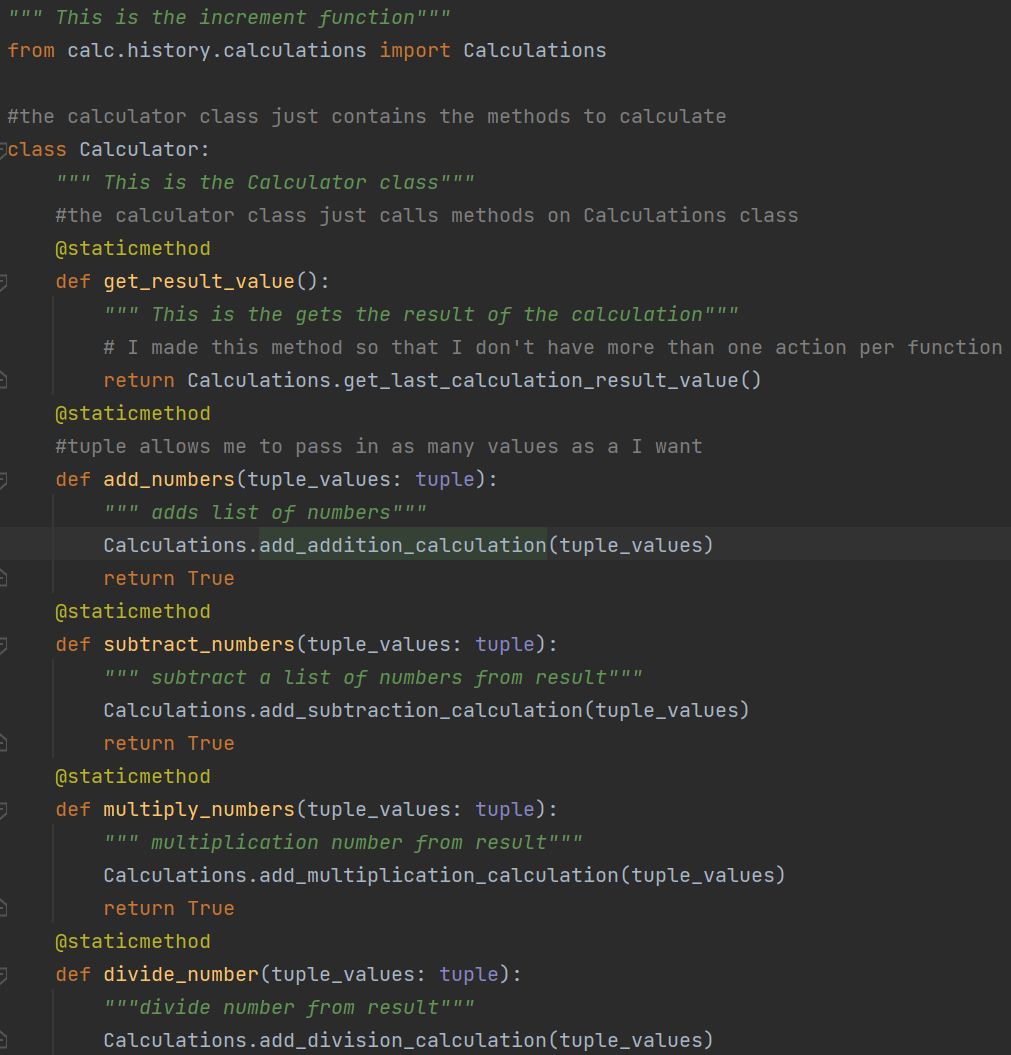 """ This is the increment function"""
from calc.history.calculations import Calculations
#the calculator class just contains the methods to calculate
class Calculator:
    """ This is the Calculator class"""
    #the calculator class just calls methods on Calculations class
    @staticmethod
    def get_result_value():
        """ This is the gets the result of the calculation"""
        # I made this method so that I don't have more than one action per function
        return Calculations.get_last_calculation_result_value()
    @staticmethod
    #tuple allows me to pass in as many values as a I want
    def add_numbers(tuple_values: tuple):
        """ adds list of numbers"""
        Calculations.add_addition_calculation(tuple_values)
        return True
    @staticmethod
    def subtract_numbers(tuple_values: tuple):
        """ subtract a list of numbers from result"""
        Calculations.add_subtraction_calculation(tuple_values)
        return True
    @staticmethod
    def multiply_numbers(tuple_values: tuple):
        """ multiplication number from result"""
        Calculations.add_multiplication_calculation(tuple_values)
        return True
    @staticmethod
    def divide_number(tuple_values: tuple):
        """divide number from result"""
        Calculations.add_division_calculation(tuple_values)